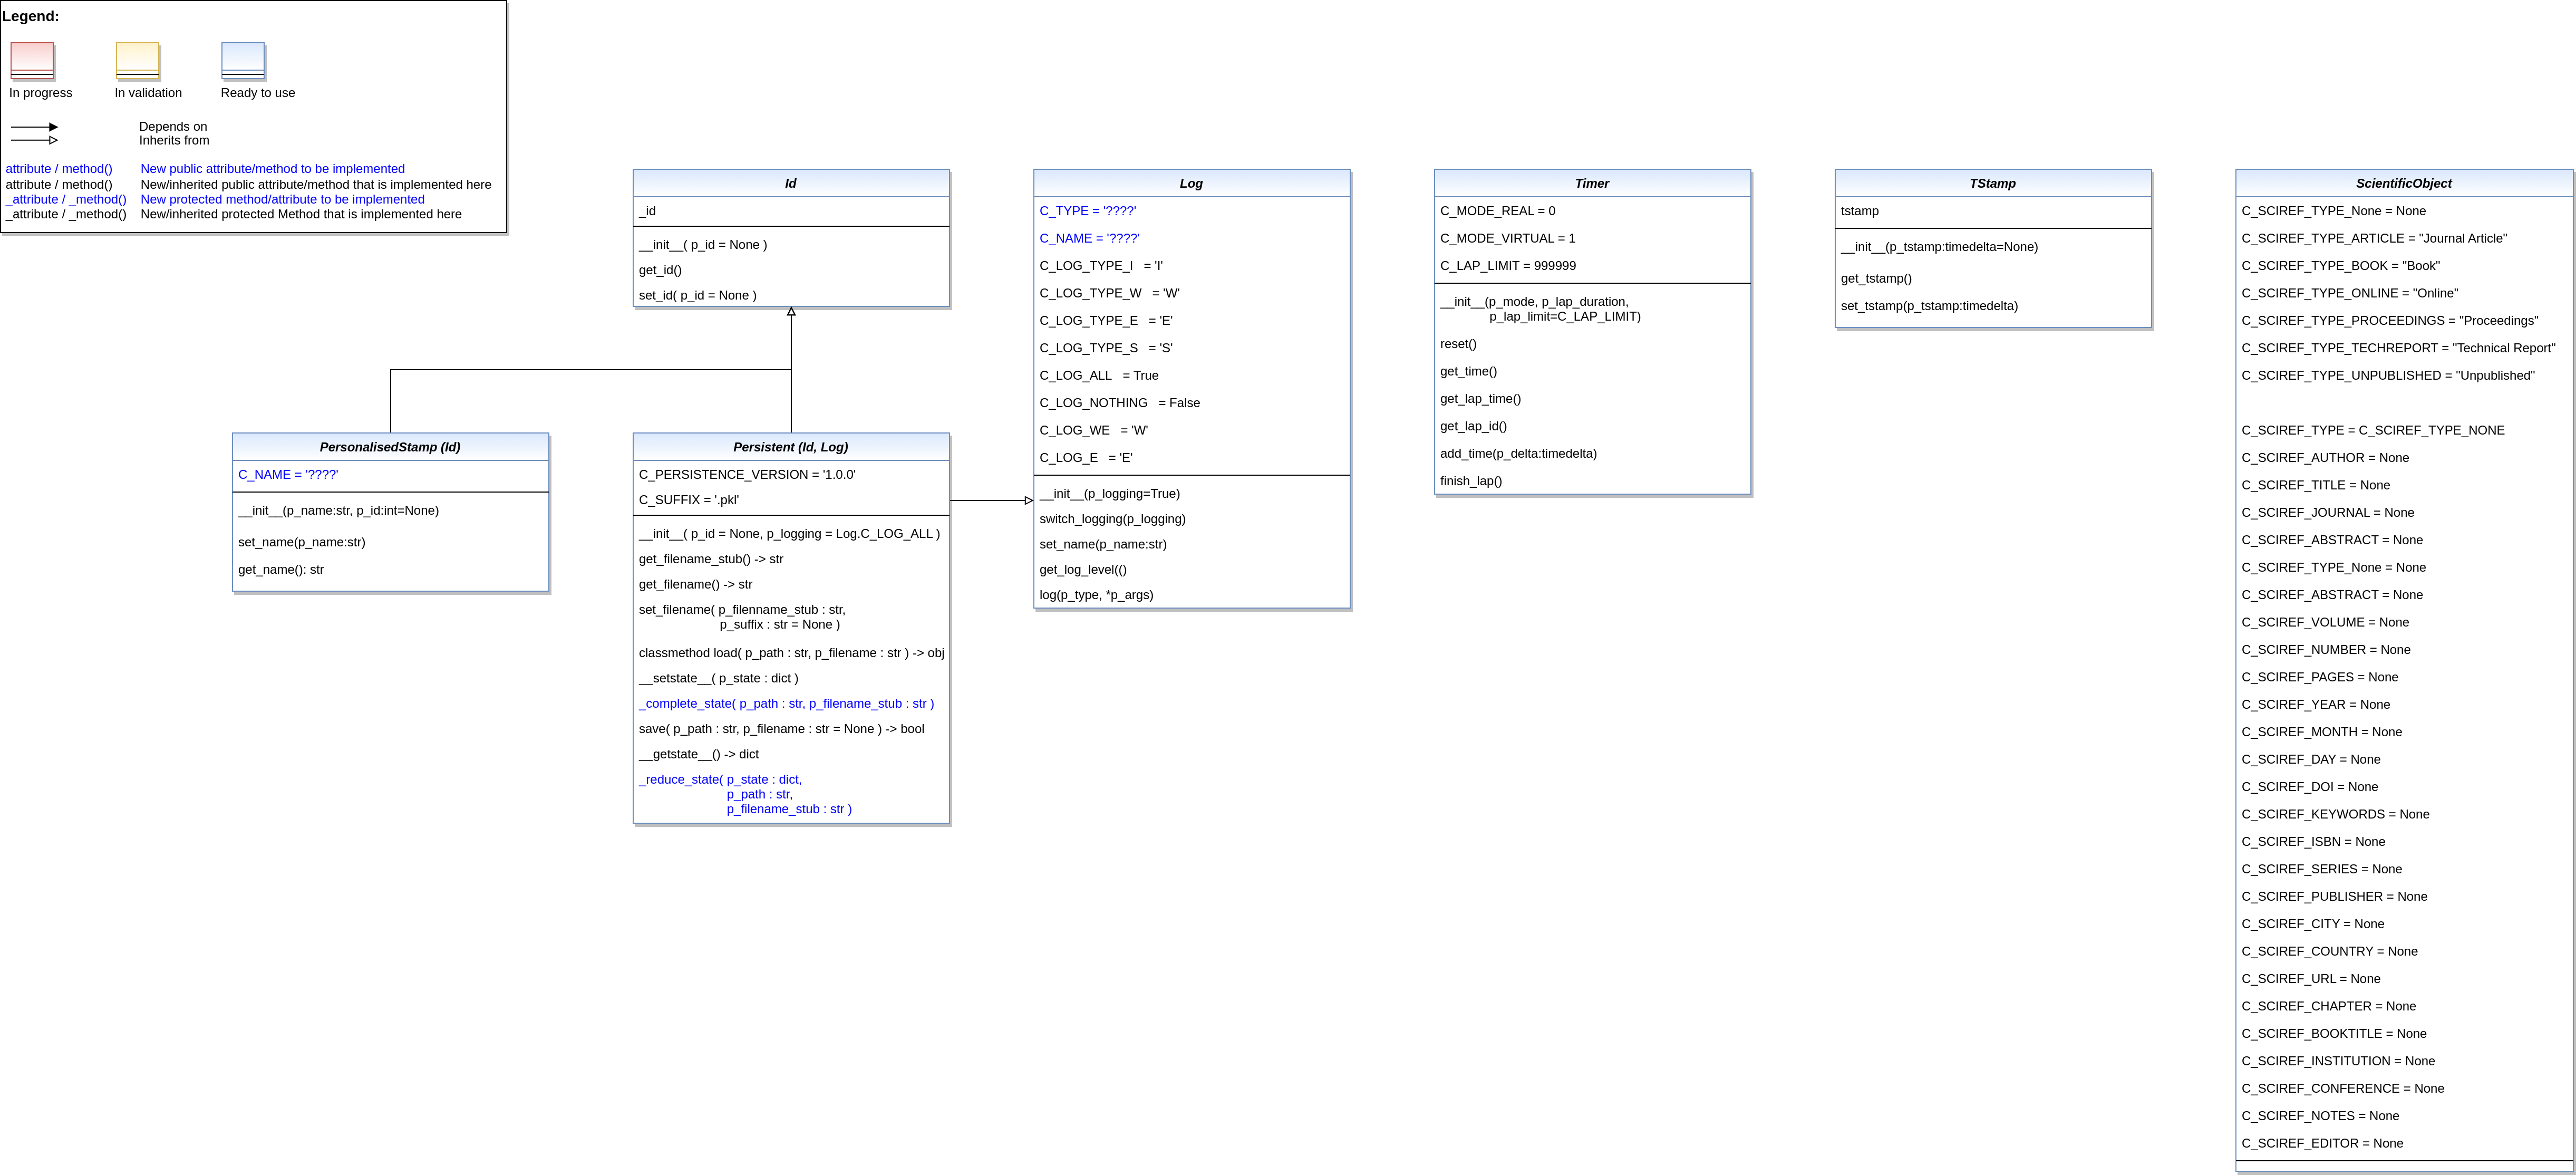 Legend:
In progress
In validation
Ready to use
Depends on
Inherits from
attribute / method() New public attribute/method to be implemented
attribute / method() New/inherited public attribute/method that is implemented here
_attribute / _method() New protected method/attribute to be implemented
_attribute / _method() New/inherited protected Method that is implemented here
Id
_id
__init__( p_id = None )
get_id()
set_id( p_id = None )
PersonalisedStamp (Id)
C_NAME = '????'
__init__(p_name:str, p_id:int=None)
set_name(p_name:str)
get_name(): str
Persistent (Id, Log)
C_PERSISTENCE_VERSION = '1.0.0'
C_SUFFIX = '.pkl'
__init__( p_id = None, p_logging = Log.C_LOG_ALL )
get_filename_stub() -> str
get_filename() -> str
set_filename( p_filenname_stub : str,
p_suffix : str = None )
classmethod load( p_path : str, p_filename : str ) -> obj
__setstate__( p_state : dict )
_complete_state( p_path : str, p_filename_stub : str )
save( p_path : str, p_filename : str = None ) -> bool
__getstate__() -> dict
_reduce_state( p_state : dict,
p_path : str,
p_filename_stub : str )
Log
C_TYPE = '????'
C_NAME = '????'
C_LOG_TYPE_I = 'I'
C_LOG_TYPE_W = 'W'
C_LOG_TYPE_E = 'E'
C_LOG_TYPE_S = 'S'
C_LOG_ALL = True
C_LOG_NOTHING = False
C_LOG_WE = 'W'
C_LOG_E = 'E'
__init__(p_logging=True)
switch_logging(p_logging)
set_name(p_name:str)
get_log_level(()
log(p_type, *p_args)
Timer
C_MODE_REAL = 0
C_MODE_VIRTUAL = 1
C_LAP_LIMIT = 999999
__init__(p_mode, p_lap_duration,
p_lap_limit=C_LAP_LIMIT)
reset()
get_time()
get_lap_time()
get_lap_id()
add_time(p_delta:timedelta)
finish_lap()
TStamp
tstamp
__init__(p_tstamp:timedelta=None)
get_tstamp()
set_tstamp(p_tstamp:timedelta)
ScientificObject
C_SCIREF_TYPE_None = None
C_SCIREF_TYPE_ARTICLE = "Journal Article"
C_SCIREF_TYPE_BOOK = "Book"
C_SCIREF_TYPE_ONLINE = "Online"
C_SCIREF_TYPE_PROCEEDINGS = "Proceedings"
C_SCIREF_TYPE_TECHREPORT = "Technical Report"
C_SCIREF_TYPE_UNPUBLISHED = "Unpublished"
C_SCIREF_TYPE = C_SCIREF_TYPE_NONE
C_SCIREF_AUTHOR = None
C_SCIREF_TITLE = None
C_SCIREF_JOURNAL = None
C_SCIREF_ABSTRACT = None
C_SCIREF_TYPE_None = None
C_SCIREF_ABSTRACT = None
C_SCIREF_VOLUME = None
C_SCIREF_NUMBER = None
C_SCIREF_PAGES = None
C_SCIREF_YEAR = None
C_SCIREF_MONTH = None
C_SCIREF_DAY = None
C_SCIREF_DOI = None
C_SCIREF_KEYWORDS = None
C_SCIREF_ISBN = None
C_SCIREF_SERIES = None
C_SCIREF_PUBLISHER = None
C_SCIREF_CITY = None
C_SCIREF_COUNTRY = None
C_SCIREF_URL = None
C_SCIREF_CHAPTER = None
C_SCIREF_BOOKTITLE = None
C_SCIREF_INSTITUTION = None
C_SCIREF_CONFERENCE = None
C_SCIREF_NOTES = None
C_SCIREF_EDITOR = None